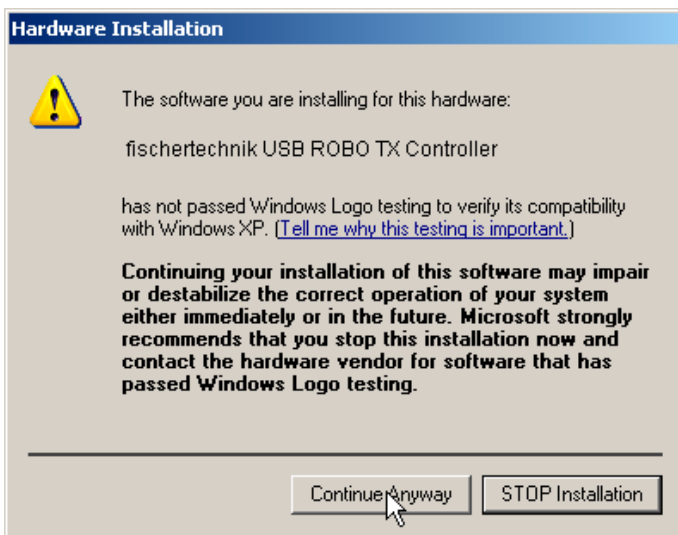 Hardware Installation
The software you are installing for this hardware:
fischertechnik USB ROBO TX Controller
has not passed Windows Logo testing to verify its compatibility
with Windows XP. (Tell me why this testing is important.)
Continuing your installation of this software may impair
or destabilize the correct operation of your system
either immediately or in the future. Microsoft strongly
recommends that you stop this installation now and
contact the hardware vendor for software that has
passed Windows Logo testing.
Continue Anyway STOP Installation